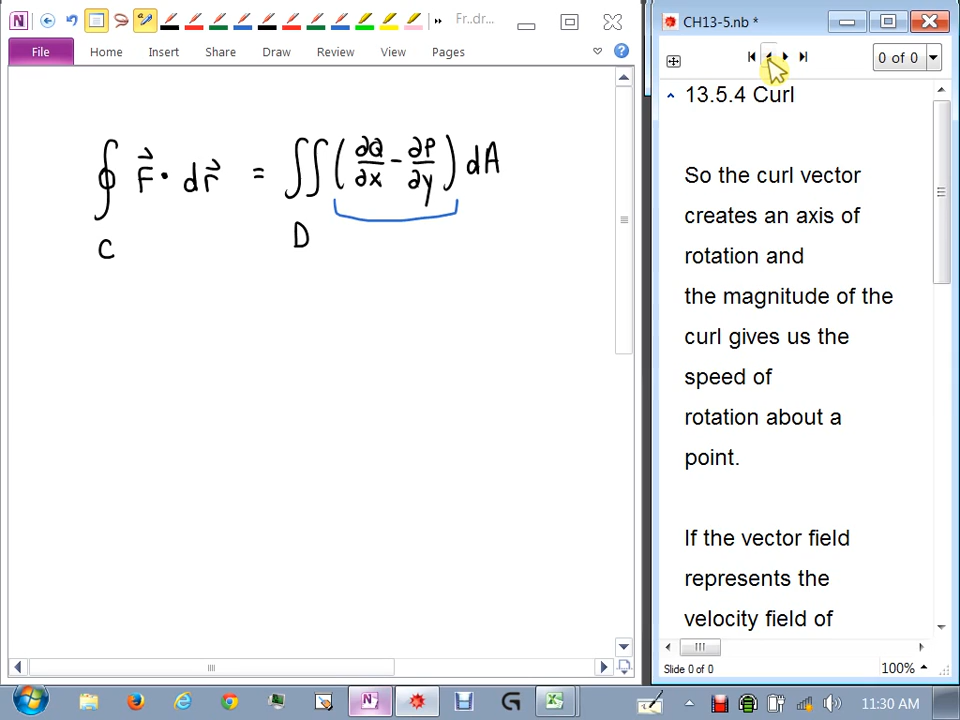 Fr..dr...
File Home Insert Share Draw Review View Pages
∮ F⃗ · dr⃗ = ∬ (∂Q/∂x − ∂P/∂y) dA
C D
CH13-5.nb *
0 of 0
13.5.4 Curl
So the curl vector
creates an axis of
rotation and
the magnitude of the
curl gives us the
speed of
rotation about a
point.
If the vector field
represents the
velocity field of
Slide 0 of 0
100%
11:30 AM